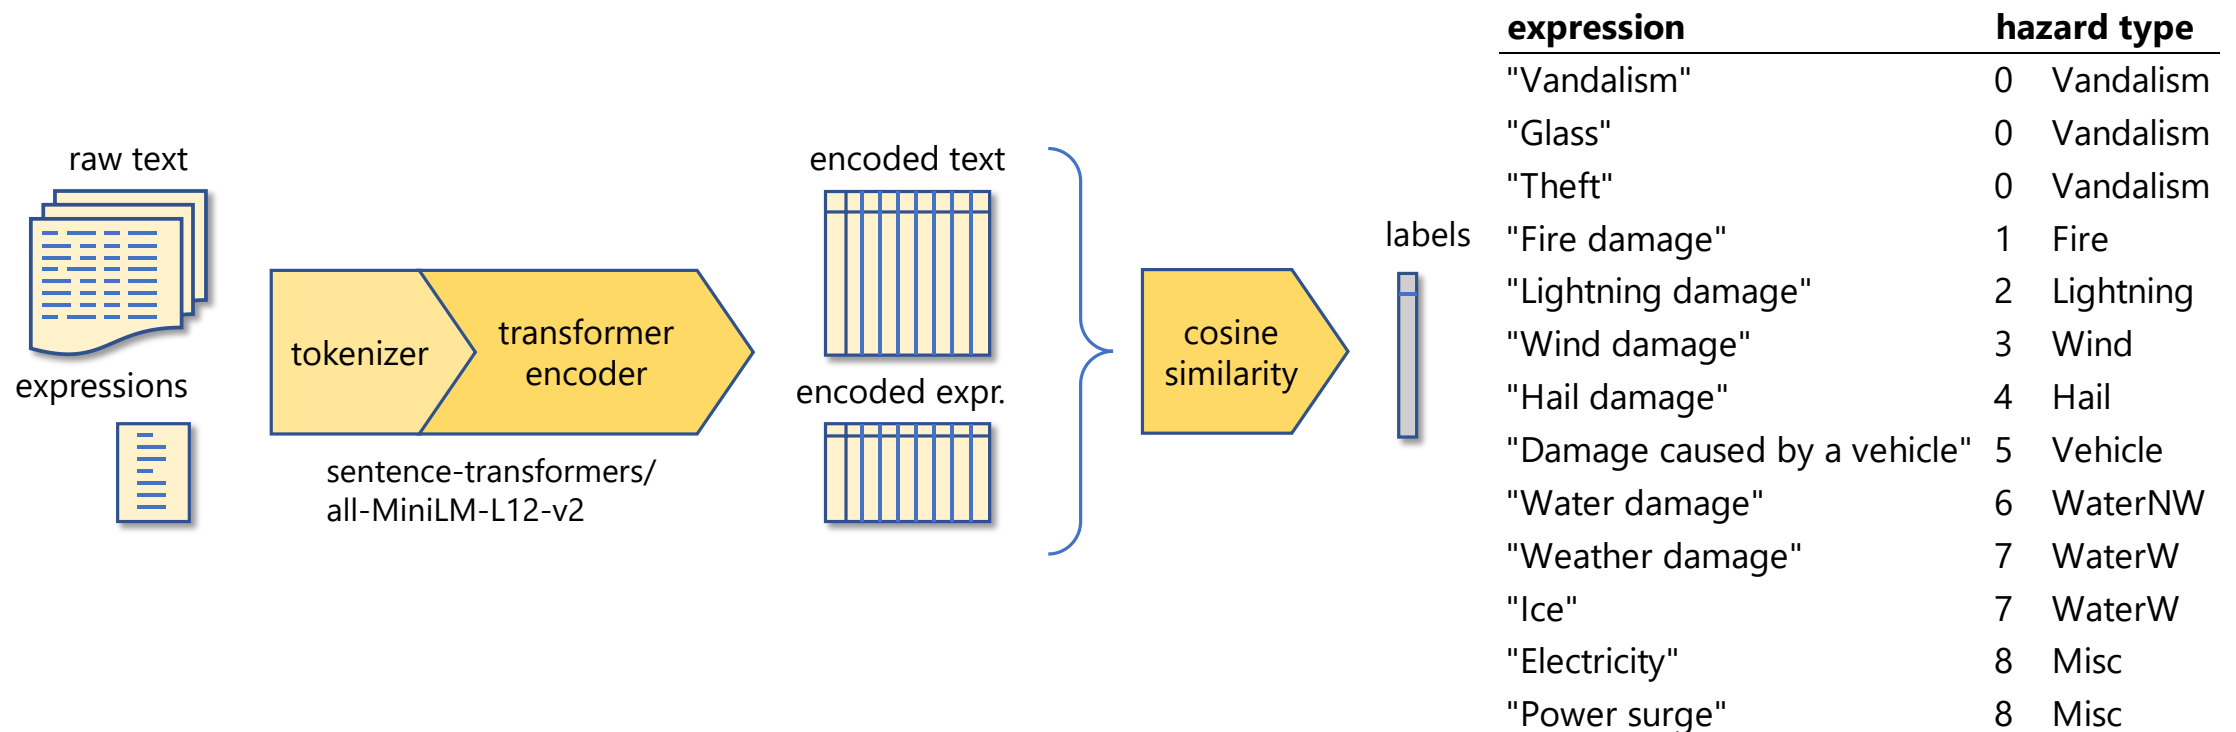 raw text
expressions
tokenizer
transformer
encoder
sentence-transformers/
all-MiniLM-L12-v2
encoded text
encoded expr.
cosine
similarity
labels
expression hazard type
"Vandalism" 0 Vandalism
"Glass" 0 Vandalism
"Theft" 0 Vandalism
"Fire damage" 1 Fire
"Lightning damage" 2 Lightning
"Wind damage" 3 Wind
"Hail damage" 4 Hail
"Damage caused by a vehicle" 5 Vehicle
"Water damage" 6 WaterNW
"Weather damage" 7 WaterW
"Ice" 7 WaterW
"Electricity" 8 Misc
"Power surge" 8 Misc